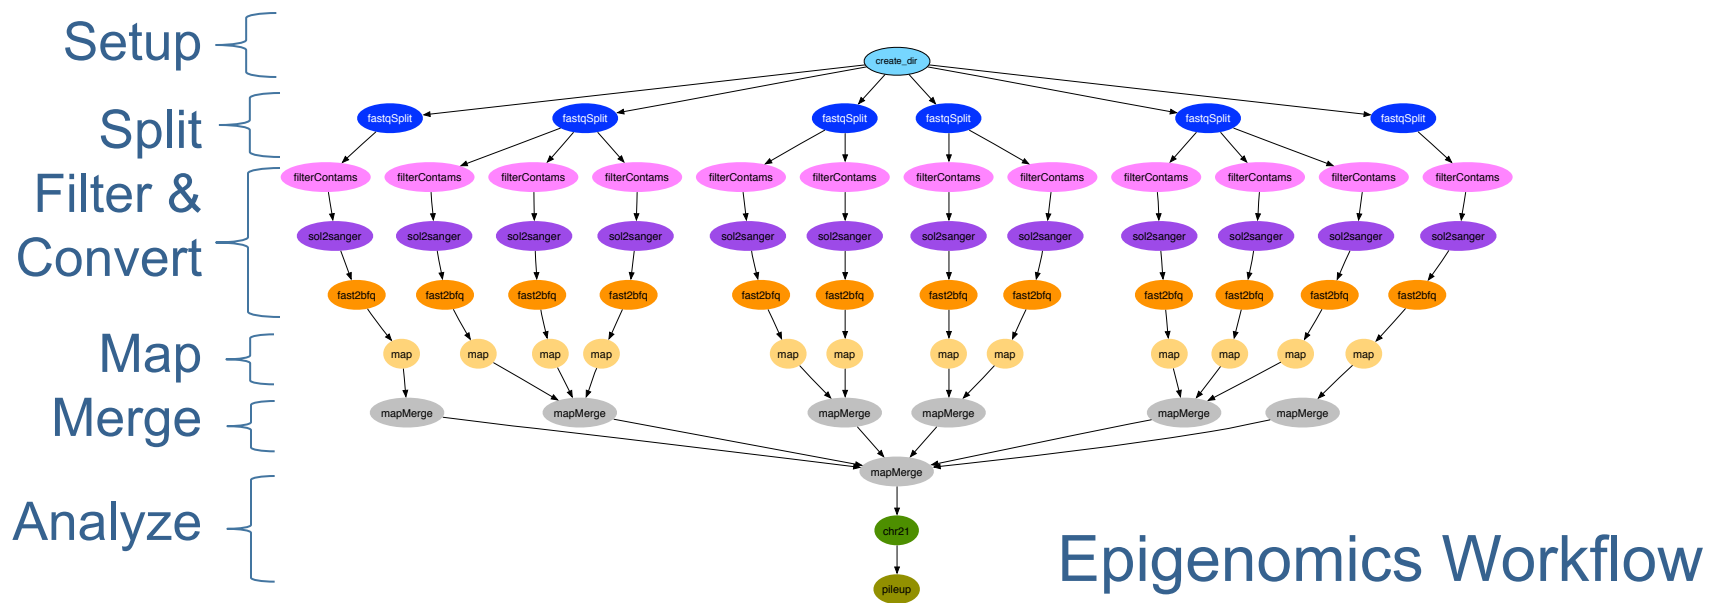 Setup
create_dir
Split
fastqSplit fastqSplit fastqSplit fastqSplit fastqSplit fastqSplit
Filter &
Convert
filterContams filterContams filterContams filterContams filterContams filterContams filterContams filterContams filterContams filterContams filterContams filterContams
sol2sanger sol2sanger sol2sanger sol2sanger sol2sanger sol2sanger sol2sanger sol2sanger sol2sanger sol2sanger sol2sanger sol2sanger
fast2bfq fast2bfq fast2bfq fast2bfq fast2bfq fast2bfq fast2bfq fast2bfq fast2bfq fast2bfq fast2bfq fast2bfq
Map
map map map map map map map map map map map map
Merge
mapMerge mapMerge mapMerge mapMerge mapMerge mapMerge
mapMerge
Analyze
chr21
pileup
Epigenomics Workflow